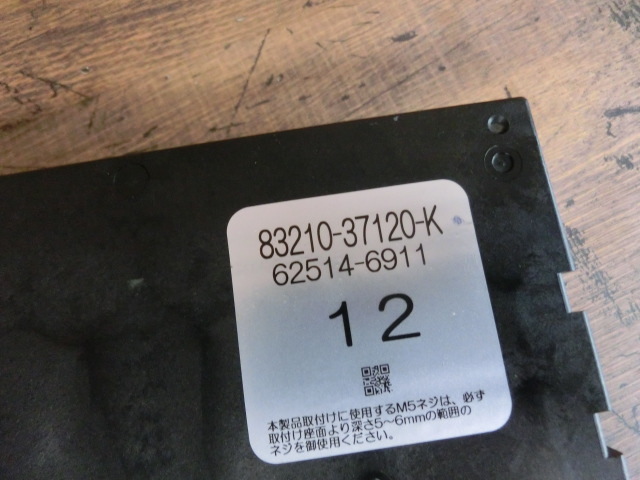 83210-37120-K
62514-6911
12
本製品取付けに使用するM5ネジは、必ず
取付け座面より深さ5～6mmの範囲の
ネジを御使用ください。